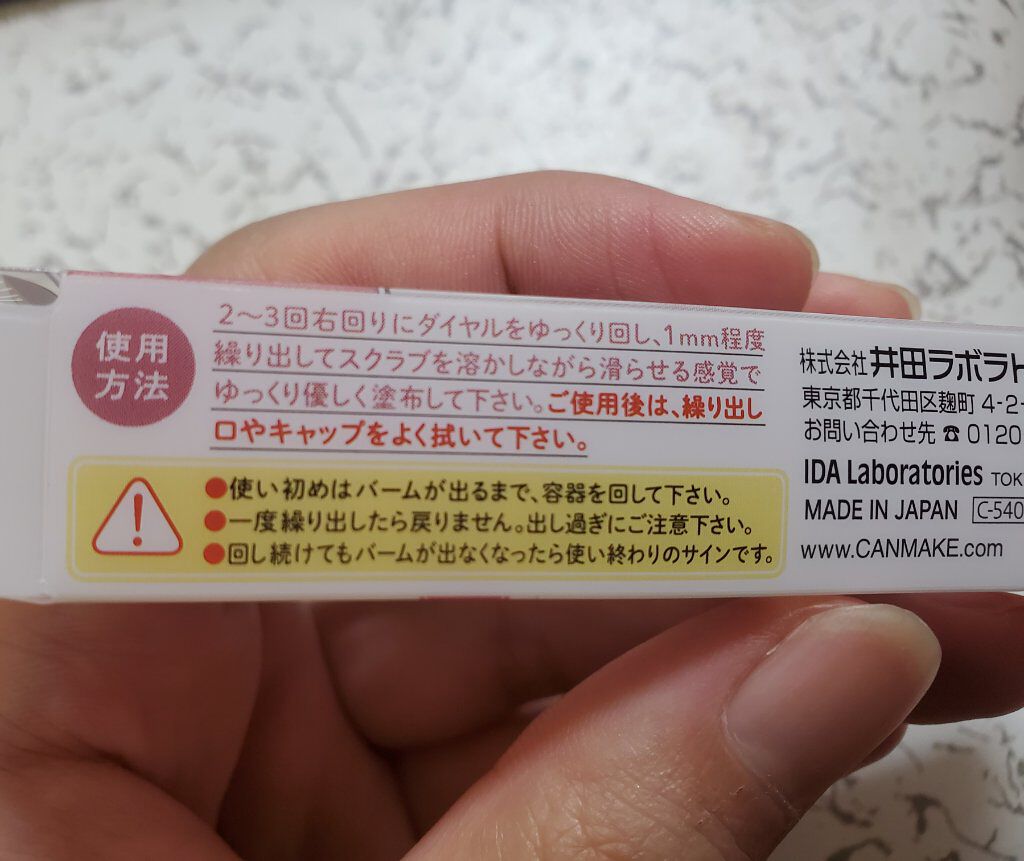 使用
方法
2〜3回右回りにダイヤルをゆっくり回し、1mm程度
繰り出してスクラブを溶かしながら滑らせる感覚で
ゆっくり優しく塗布して下さい。ご使用後は、繰り出し
口やキャップをよく拭いて下さい。
●使い初めはバームが出るまで、容器を回して下さい。
●一度繰り出したら戻りません。出し過ぎにご注意下さい。
●回し続けてもバームが出なくなったら使い終わりのサインです。
株式会社 井田ラボラト
東京都千代田区麹町 4-2-
お問い合わせ先 ☎ 0120
IDA Laboratories TOK
MADE IN JAPAN C-540
www.CANMAKE.com